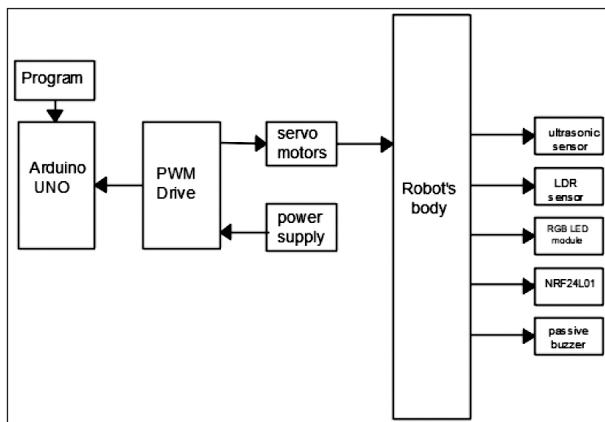 Program
Arduino
UNO
PWM
Drive
servo
motors
power
supply
Robot's
body
ultrasonic
sensor
LDR
sensor
RGB LED
module
NRF24L01
passive
buzzer